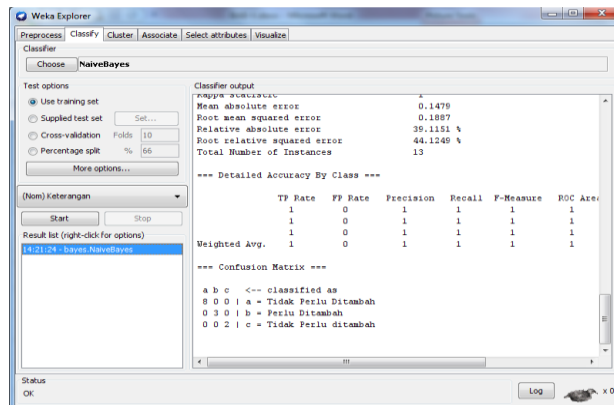 Weka Explorer
Preprocess Classify Cluster Associate Select attributes Visualize
Classifier
Choose NaiveBayes
Test options
Use training set
Supplied test set Set...
Cross-validation Folds 10
Percentage split % 66
More options...
(Nom) Keterangan
Start Stop
Result list (right-click for options)
14:21:24 - bayes.NaiveBayes
Classifier output
Kappa statistic 1
Mean absolute error 0.1479
Root mean squared error 0.1887
Relative absolute error 39.1151 %
Root relative squared error 44.1249 %
Total Number of Instances 13
=== Detailed Accuracy By Class ===
TP Rate FP Rate Precision Recall F-Measure ROC Area
1 0 1 1 1 1
1 0 1 1 1 1
1 0 1 1 1 1
Weighted Avg. 1 0 1 1 1 1
=== Confusion Matrix ===
a b c <-- classified as
8 0 0 | a = Tidak Perlu Ditambah
0 3 0 | b = Perlu Ditambah
0 0 2 | c = Tidak Perlu ditambah
Status
OK
Log
x 0